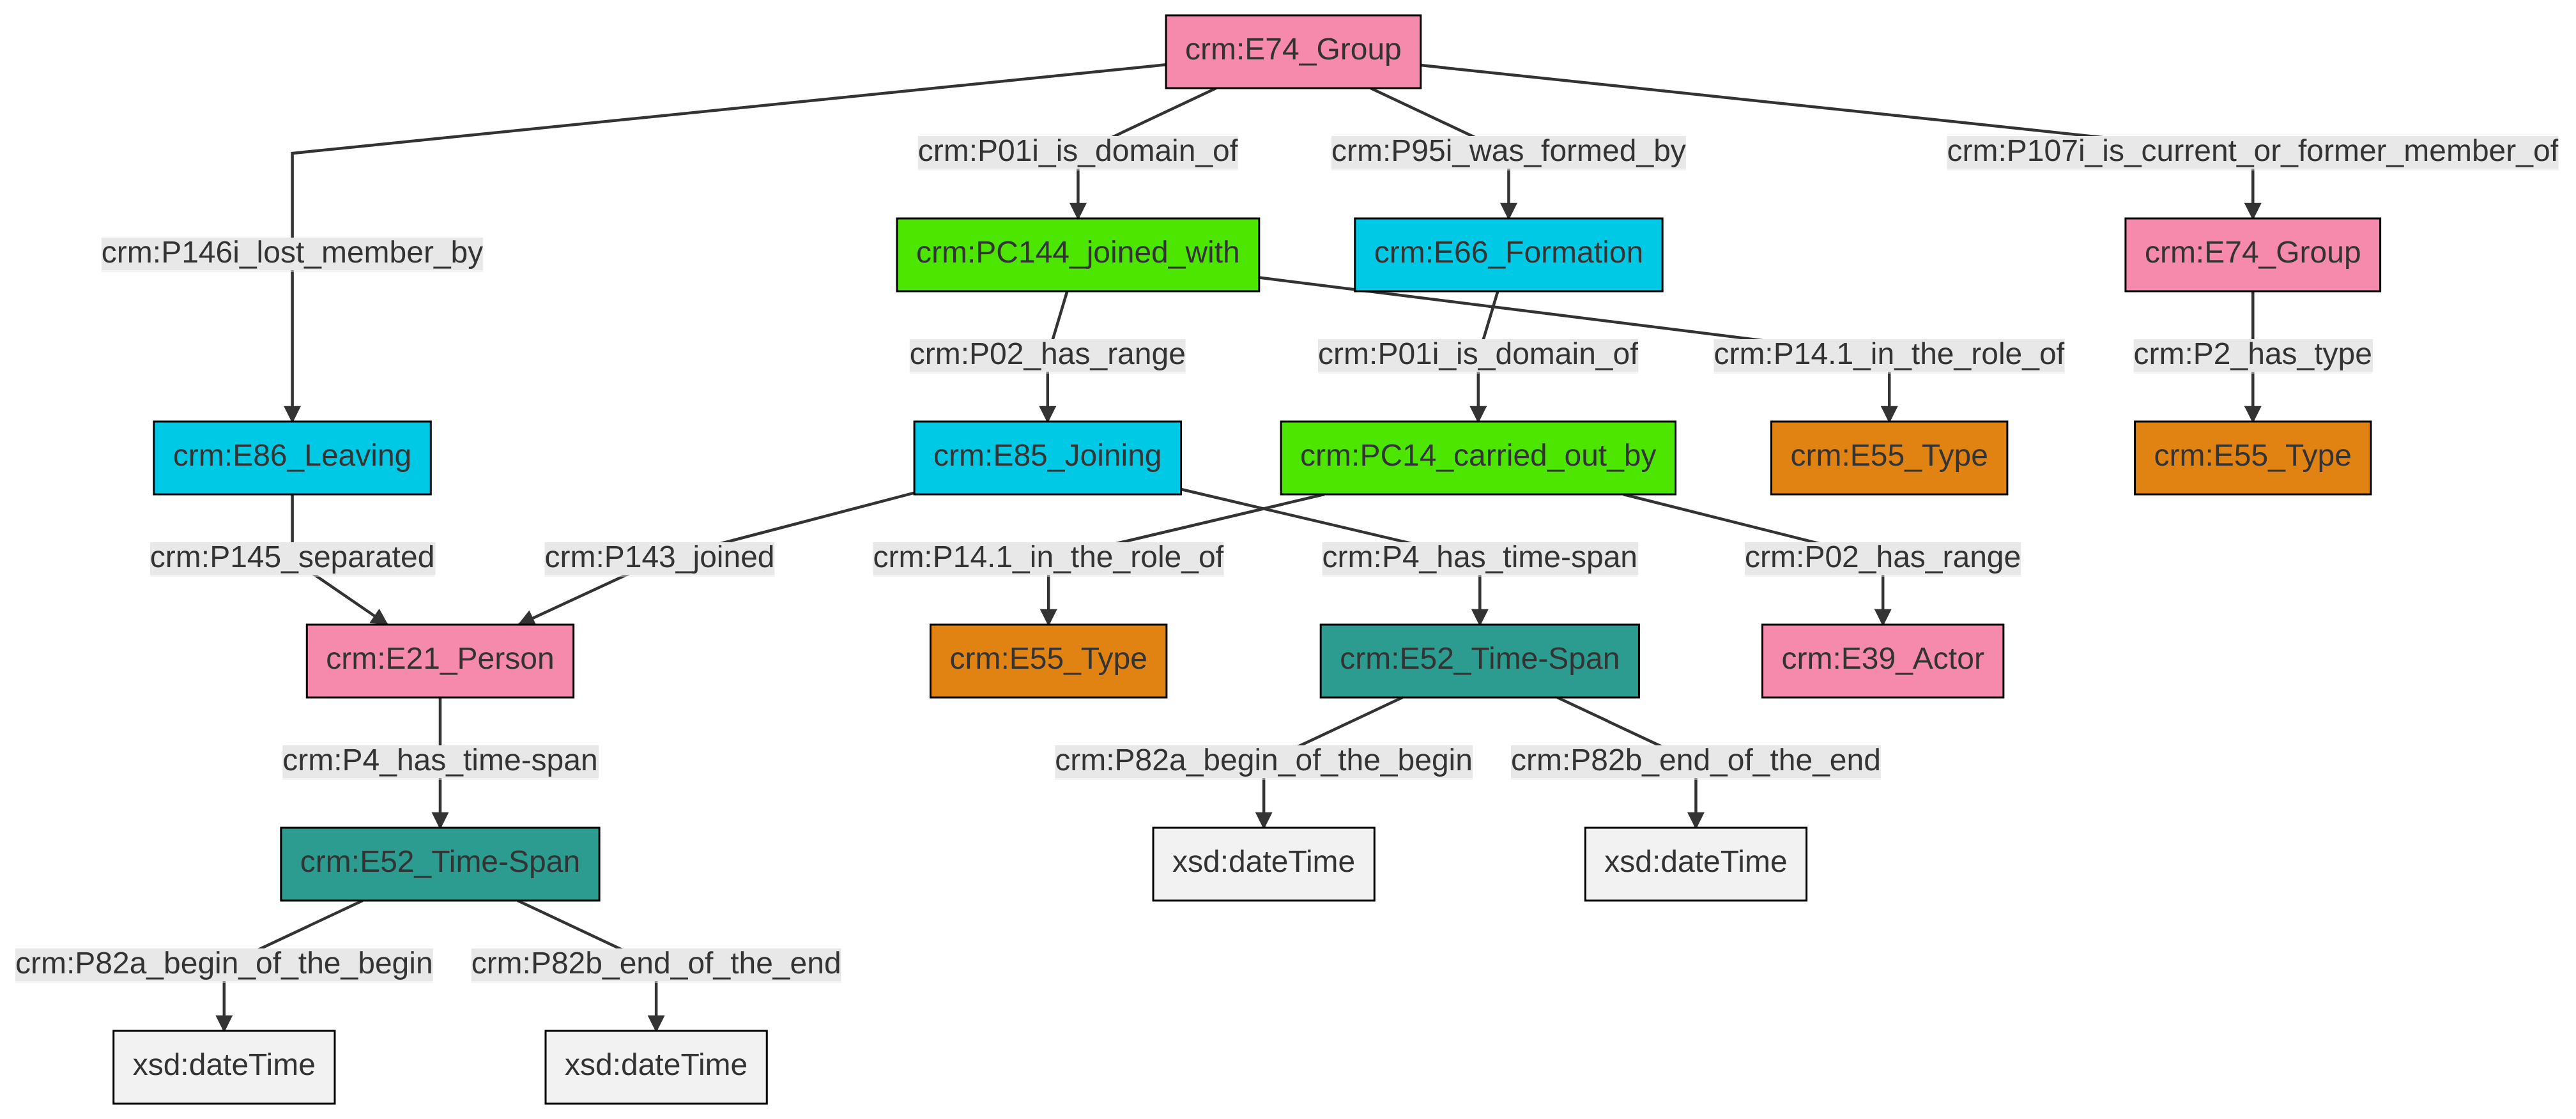 crm:E74_Group
crm:P01i_is_domain_of
crm:P95i_was_formed_by
crm:P107i_is_current_or_former_member_of
crm:P146i_lost_member_by
crm:PC144_joined_with
crm:E66_Formation
crm:E74_Group
crm:P02_has_range
crm:P01i_is_domain_of
crm:P14.1_in_the_role_of
crm:P2_has_type
crm:E86_Leaving
crm:E85_Joining
crm:PC14_carried_out_by
crm:E55_Type
crm:E55_Type
crm:P145_separated
crm:P143_joined
crm:P14.1_in_the_role_of
crm:P4_has_time-span
crm:P02_has_range
crm:E21_Person
crm:E55_Type
crm:E52_Time-Span
crm:E39_Actor
crm:P4_has_time-span
crm:P82a_begin_of_the_begin
crm:P82b_end_of_the_end
crm:E52_Time-Span
xsd:dateTime
xsd:dateTime
crm:P82a_begin_of_the_begin
crm:P82b_end_of_the_end
xsd:dateTime
xsd:dateTime